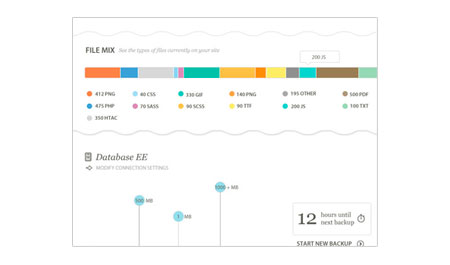 FILE MIX See the types of files currently on your site
200 JS
412 PNG 40 CSS 330 GIF 140 PNG 195 OTHER 500 PDF
475 PHP 70 SASS 90 SCSS 90 TTF 200 JS 100 TXT
350 HTAC
Database EE
MODIFY CONNECTION SETTINGS
5000 + MB
500 MB
1 MB
12 hours until
next backup
START NEW BACKUP